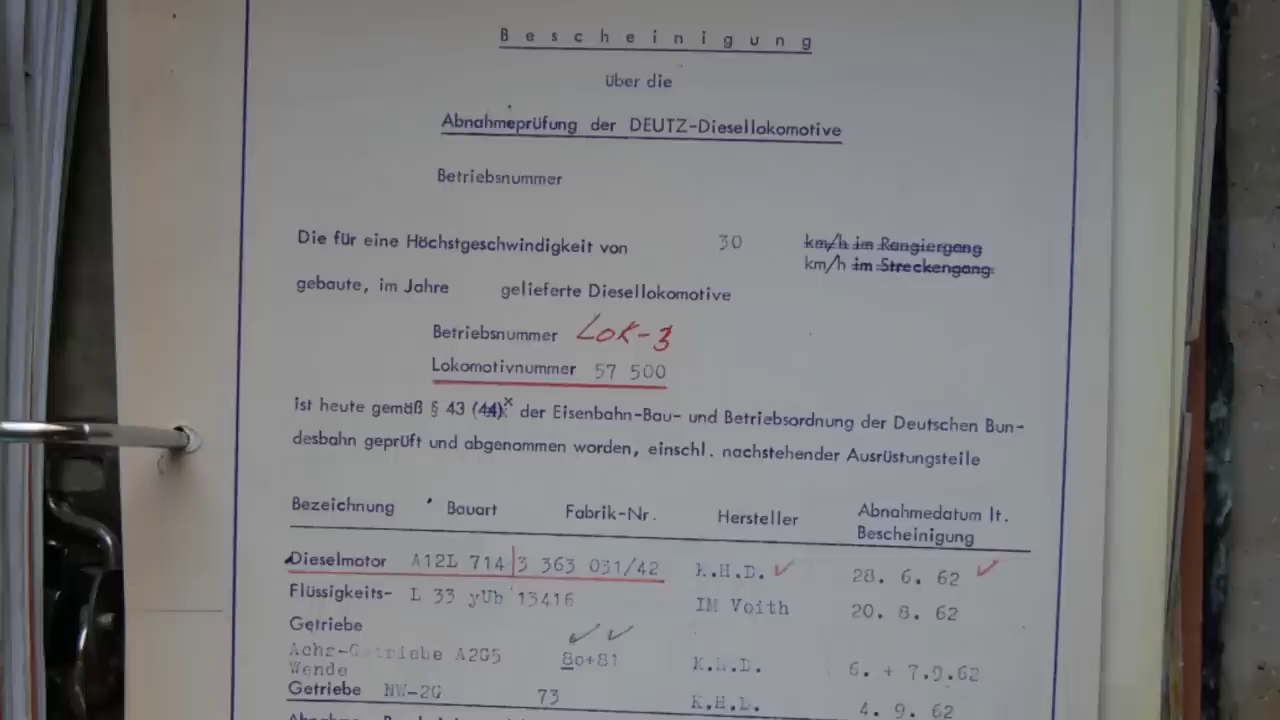 Bescheinigung
über die
Abnahmeprüfung der DEUTZ-Diesellokomotive
Betriebsnummer
Die für eine Höchstgeschwindigkeit von 30 km/h im Rangiergang
km/h im Streckengang
gebaute, im Jahre gelieferte Diesellokomotive
Betriebsnummer LOK-3
Lokomotivnummer 57 500
ist heute gemäß § 43 (44)x der Eisenbahn-Bau- und Betriebsordnung der Deutschen Bun-
desbahn geprüft und abgenommen worden, einschl. nachstehender Ausrüstungsteile
Bezeichnung Bauart Fabrik-Nr. Hersteller Abnahmedatum lt.
Bescheinigung
Dieselmotor A12L 714 3 363 031/42 K.H.D. 28. 6. 62
Flüssigkeits- L 33 yUb 13416 IM Voith 20. 8. 62
Getriebe
Achs-Getriebe A2G5 80+81 K.H.D. 6. + 7.9.62
Wende
Getriebe NW-2G 73 K.H.D. 4. 9. 62